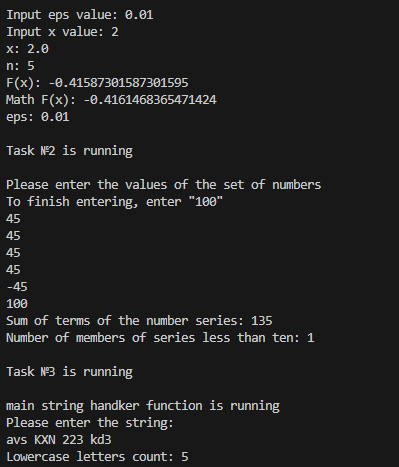 Input eps value: 0.01
Input x value: 2
x: 2.0
n: 5
F(x): -0.41587301587301595
Math F(x): -0.4161468365471424
eps: 0.01
Task №2 is running
Please enter the values of the set of numbers
To finish entering, enter "100"
45
45
45
45
-45
100
Sum of terms of the number series: 135
Number of members of series less than ten: 1
Task №3 is running
main string handker function is running
Please enter the string:
avs KXN 223 kd3
Lowercase letters count: 5